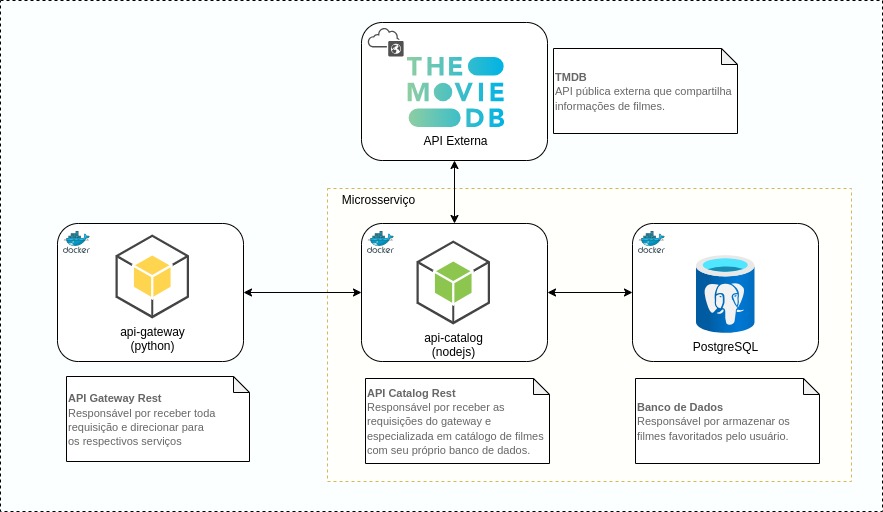 THE
MOVIE
DB
API Externa
TMDB
API pública externa que compartilha
informações de filmes.
Microsserviço
docker
api-gateway
(python)
docker
api-catalog
(nodejs)
docker
PostgreSQL
API Gateway Rest
Responsável por receber toda
requisição e direcionar para
os respectivos serviços
API Catalog Rest
Responsável por receber as
requisições do gateway e
especializada em catálogo de filmes
com seu próprio banco de dados.
Banco de Dados
Responsável por armazenar os
filmes favoritados pelo usuário.